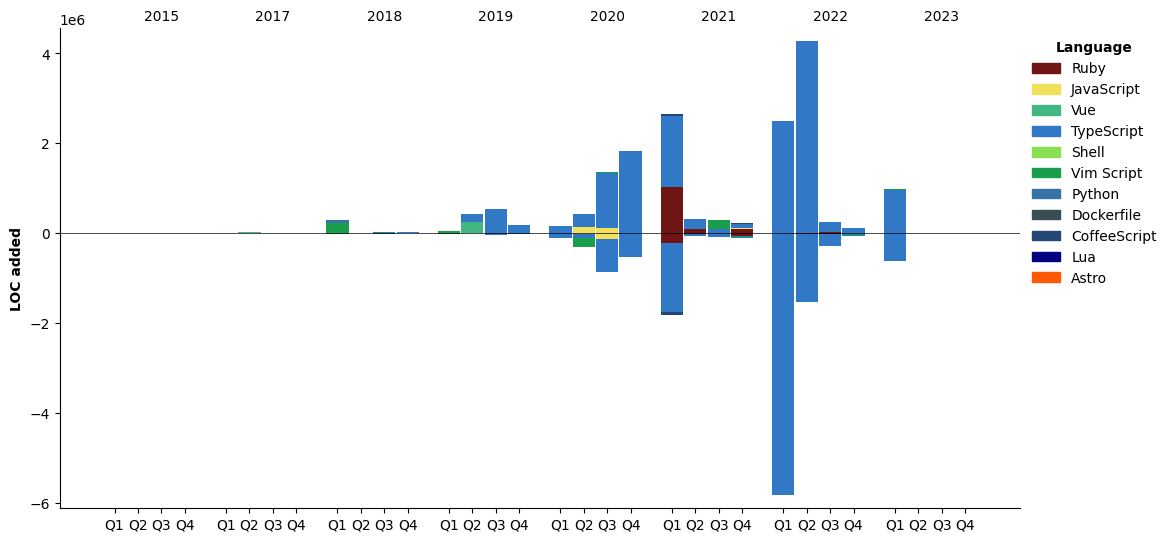 1e6 2015 2017 2018 2019 2020 2021 2022 2023
Language
Ruby
JavaScript
Vue
TypeScript
Shell
Vim Script
Python
Dockerfile
CoffeeScript
Lua
Astro
4
2
0
−2
−4
−6
LOC added
Q1 Q2 Q3 Q4 Q1 Q2 Q3 Q4 Q1 Q2 Q3 Q4 Q1 Q2 Q3 Q4 Q1 Q2 Q3 Q4 Q1 Q2 Q3 Q4 Q1 Q2 Q3 Q4 Q1 Q2 Q3 Q4